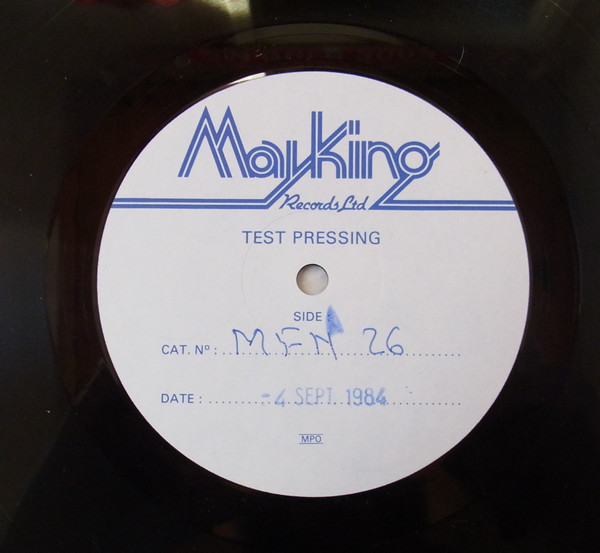 Mayking
Records Ltd
TEST PRESSING
SIDE : A
CAT. Nº : MFN 26
DATE : -4 SEPT 1984
MPO